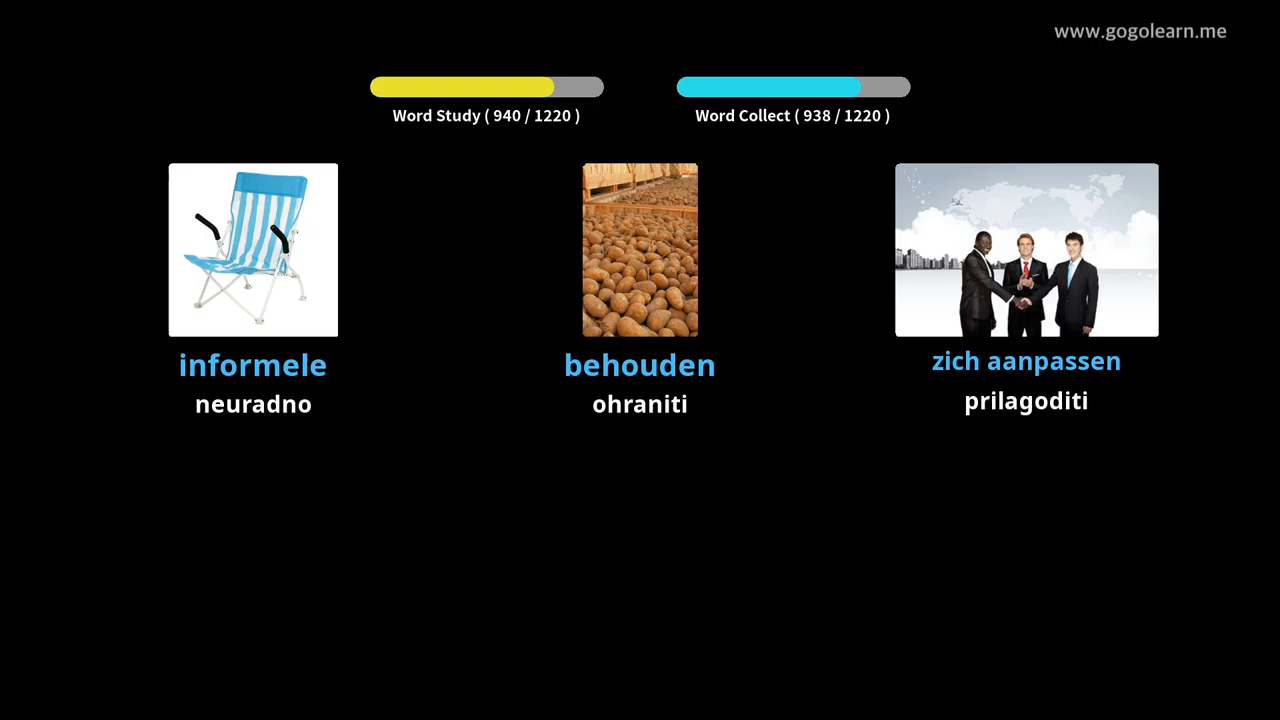 www.gogolearn.me
Word Study ( 940 / 1220 )
Word Collect ( 938 / 1220 )
informele
neuradno
behouden
ohraniti
zich aanpassen
prilagoditi